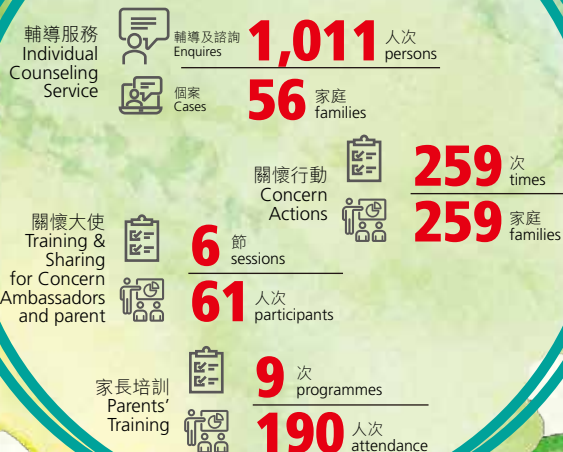 輔導服務
Individual
Counseling
Service
輔導及諮詢
Enquires
1,011
人次
persons
個案
Cases
56
家庭
families
關懷行動
Concern
Actions
259
次
times
259
家庭
families
關懷大使
Training &
Sharing
for Concern
Ambassadors
and parent
6
節
sessions
61
人次
participants
家長培訓
Parents'
Training
9
次
programmes
190
人次
attendance